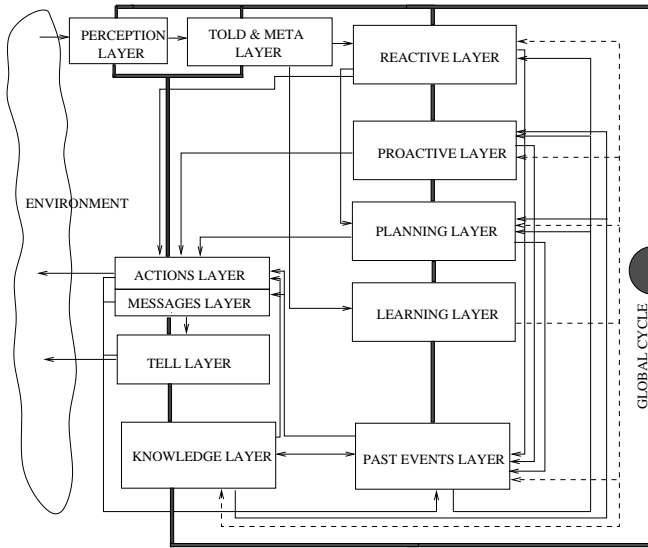 PERCEPTION
LAYER
TOLD & META
LAYER
REACTIVE LAYER
PROACTIVE LAYER
ENVIRONMENT
PLANNING LAYER
ACTIONS LAYER
MESSAGES LAYER
LEARNING LAYER
TELL LAYER
KNOWLEDGE LAYER
PAST EVENTS LAYER
GLOBAL CYCLE